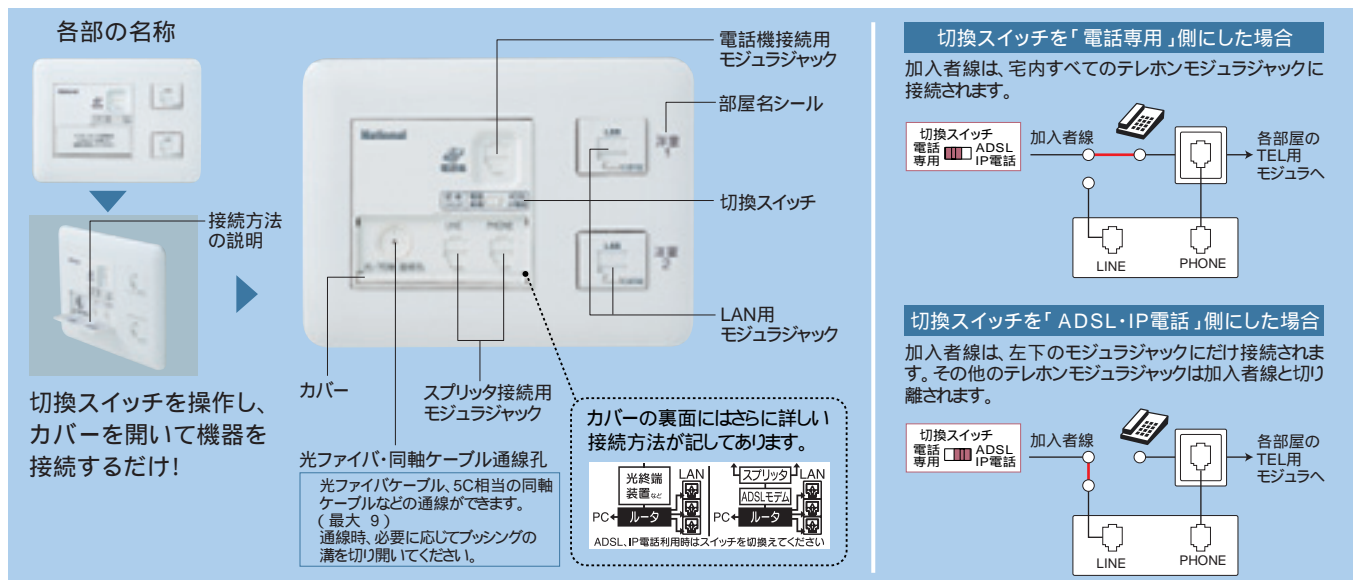 各部の名称
接続方法
の説明
切換スイッチを操作し、
カバーを開いて機器を
接続するだけ!
National
LAN
LAN
LINE
PHONE
電話機接続用
モジュラジャック
部屋名シール
切換スイッチ
LAN用
モジュラジャック
カバー
スプリッタ接続用
モジュラジャック
光ファイバ・同軸ケーブル通線孔
光ファイバケーブル、5C相当の同軸
ケーブルなどの通線ができます。
(最大 9)
通線時、必要に応じてブッシングの
溝を切り開いてください。
カバーの裏面にはさらに詳しい
接続方法が記してあります。
光終端
装置など
LAN
PC
ルータ
スプリッタ
LAN
ADSLモデム
PC
ルータ
ADSL、IP電話利用時はスイッチを切換えてください
切換スイッチを「電話専用」側にした場合
加入者線は、宅内すべてのテレホンモジュラジャックに
接続されます。
切換スイッチ
電話
専用
ADSL
IP電話
加入者線
各部屋の
TEL用
モジュラへ
LINE
PHONE
切換スイッチを「ADSL・IP電話」側にした場合
加入者線は、左下のモジュラジャックにだけ接続されま
す。その他のテレホンモジュラジャックは加入者線と切り
離されます。
切換スイッチ
電話
専用
ADSL
IP電話
加入者線
各部屋の
TEL用
モジュラへ
LINE
PHONE